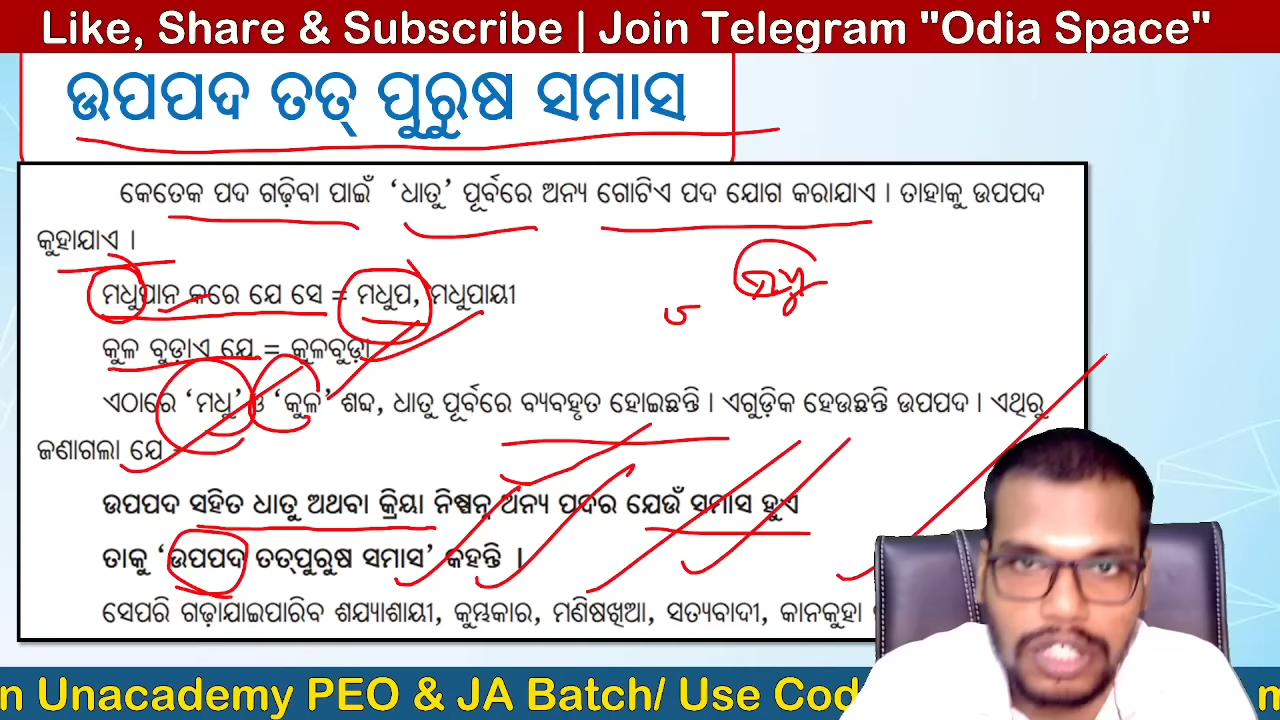 Like, Share & Subscribe | Join Telegram "Odia Space"
ଉପପଦ ତତ୍ ପୁରୁଷ ସମାସ
କେତେକ ପଦ ଗଢ଼ିବା ପାଇଁ ‘ଧାତୁ’ ପୂର୍ବରେ ଅନ୍ୟ ଗୋଟିଏ ପଦ ଯୋଗ କରାଯାଏ । ତାହାକୁ ଉପପଦ
କୁହାଯାଏ ।
ମଧୁପାନ କରେ ଯେ ସେ = ମଧୁପ, ମଧୁପାୟୀ
କୁଳ ବୁଡ଼ାଏ ଯେ = କୁଳବୁଡ଼ା
ଏଠାରେ ‘ମଧୁ’ ଓ ‘କୁଳ’ ଶବ୍ଦ, ଧାତୁ ପୂର୍ବରେ ବ୍ୟବହୃତ ହୋଇଛନ୍ତି । ଏଗୁଡ଼ିକ ହେଉଛନ୍ତି ଉପପଦ । ଏଥିରୁ
ଜଣାଗଲା ଯେ
ଉପପଦ ସହିତ ଧାତୁ ଅଥବା କ୍ରିୟା ନିଷ୍ପନ୍ନ ଅନ୍ୟ ପଦର ଯେଉଁ ସମାସ ହୁଏ
ତାକୁ ‘ଉପପଦ ତତ୍‌ପୁରୁଷ ସମାସ’ କହନ୍ତି ।
ସେପରି ଗଢ଼ାଯାଇପାରିବ ଶଯ୍ୟାଶାୟୀ, କୁମ୍ଭକାର, ମଣିଷଖିଆ, ସତ୍ୟବାଦୀ, କାନକୁହା
n Unacademy PEO & JA Batch/ Use Cod